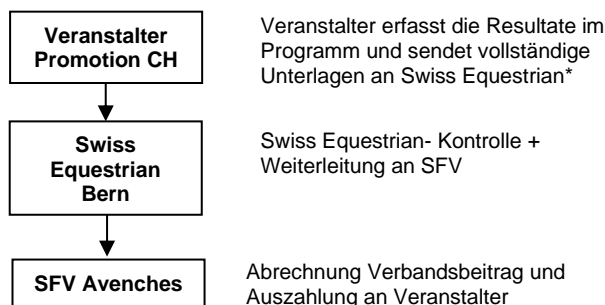 Veranstalter
Promotion CH
Veranstalter erfasst die Resultate im
Programm und sendet vollständige
Unterlagen an Swiss Equestrian*
Swiss
Equestrian
Bern
Swiss Equestrian- Kontrolle +
Weiterleitung an SFV
SFV Avenches
Abrechnung Verbandsbeitrag und
Auszahlung an Veranstalter